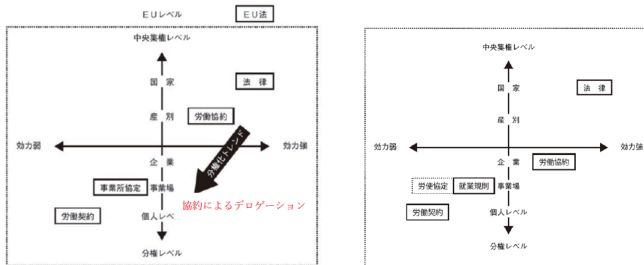 EUレベル
EU法
中央集権レベル
国家
法律
産別
労働協約
効力弱
効力強
分権化トレンド
企業
事業所協定
事業場
協約によるデロゲーション
労働契約
個人レベ
分権レベル
中央集権レベル
国家
法律
産別
効力弱
効力強
企業
労働協約
労使協定
就業規則
事業場
個人レベル
労働契約
分権レベル